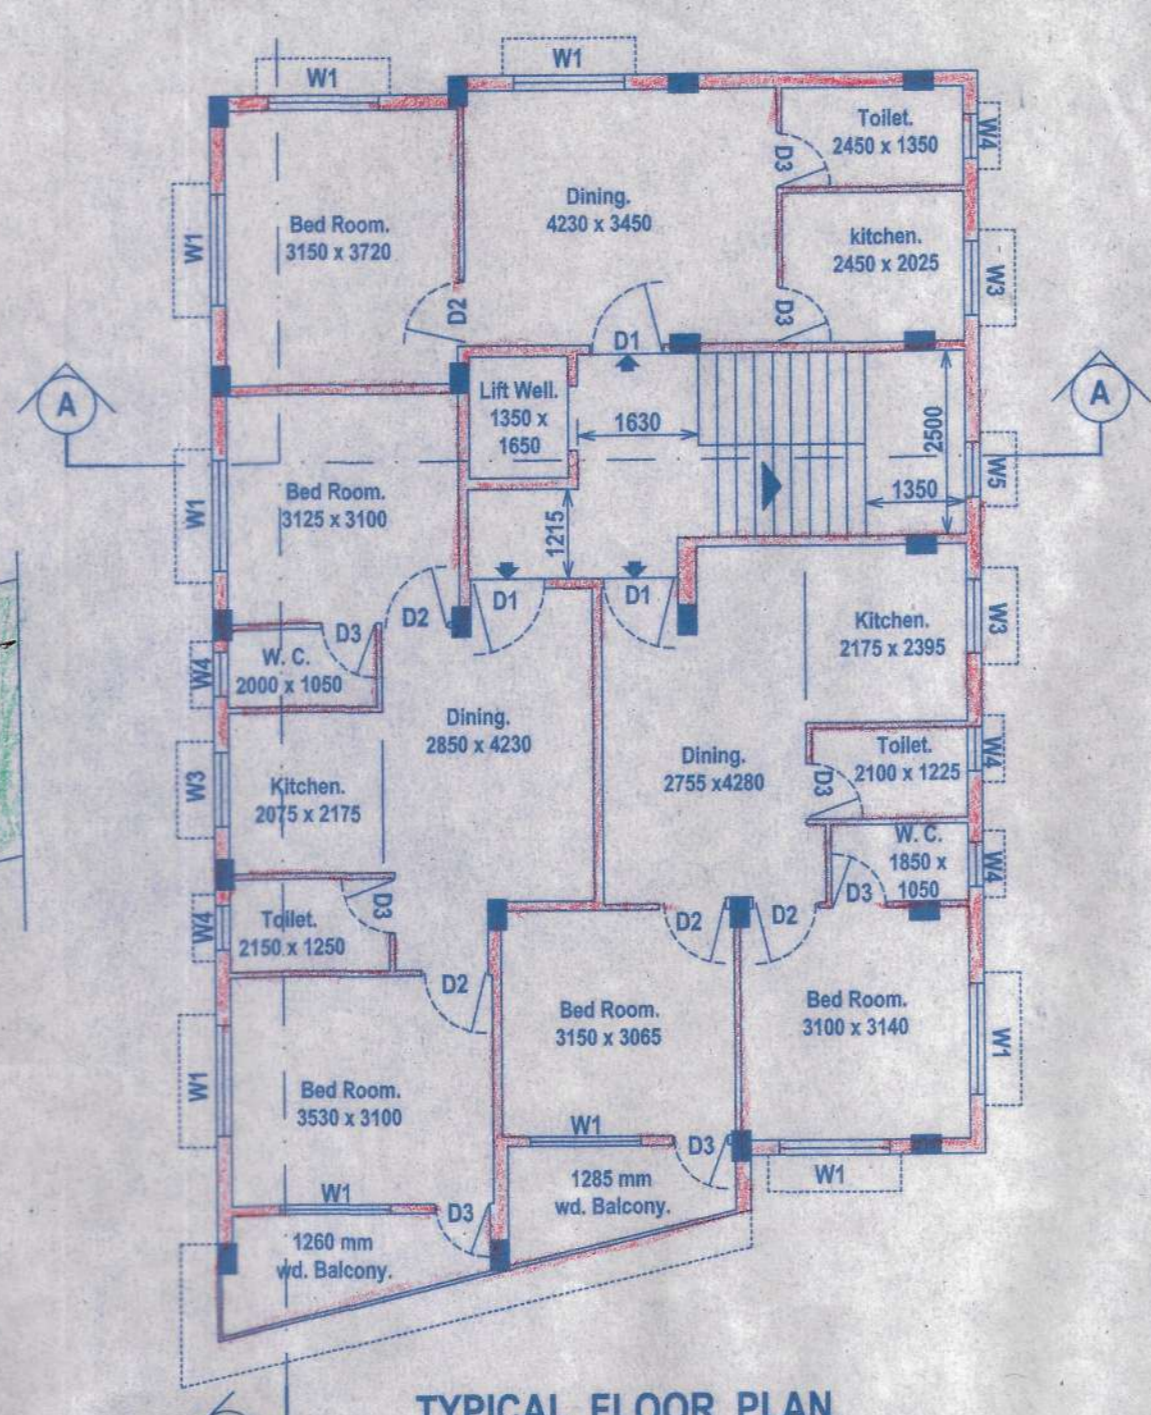 W1
W1
Toilet.
2450 x 1350
W4
D3
Dining.
4230 x 3450
Bed Room.
3150 x 3720
W1
kitchen.
2450 x 2025
W3
D2
D3
D1
Lift Well.
1350 x
1650
1630
2500
A
A
Bed Room.
3125 x 3100
W1
W5
1350
1215
D1
D1
D2
D3
Kitchen.
2175 x 2395
W3
W. C.
2000 x 1050
W4
Dining.
2850 x 4230
Dining.
2755 x4280
Toilet.
2100 x 1225
W4
D3
Kitchen.
2075 x 2175
W3
W. C.
1850 x
1050
W4
D3
Toilet.
2150 x 1250
W4
D3
D2
D2
D2
Bed Room.
3150 x 3065
Bed Room.
3100 x 3140
W1
Bed Room.
3530 x 3100
W1
W1
D3
W1
1285 mm
wd. Balcony.
W1
D3
1260 mm
wd. Balcony.
TYPICAL FLOOR PLAN